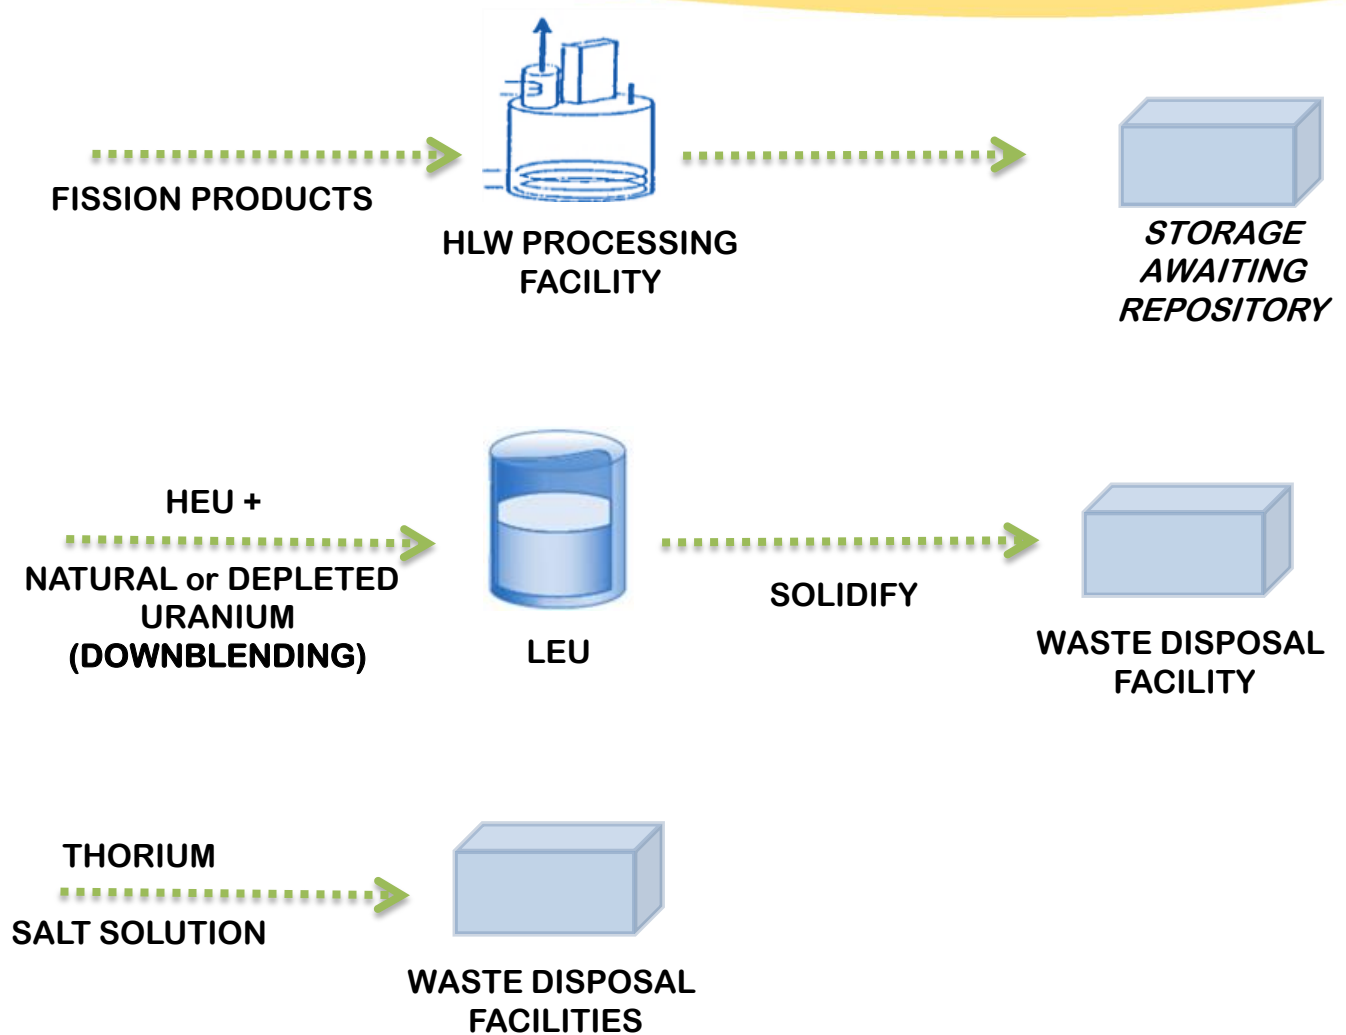 FISSION PRODUCTS
HLW PROCESSING
FACILITY
STORAGE
AWAITING
REPOSITORY
HEU +
NATURAL or DEPLETED
URANIUM
(DOWNBLENDING)
LEU
SOLIDIFY
WASTE DISPOSAL
FACILITY
THORIUM
SALT SOLUTION
WASTE DISPOSAL
FACILITIES